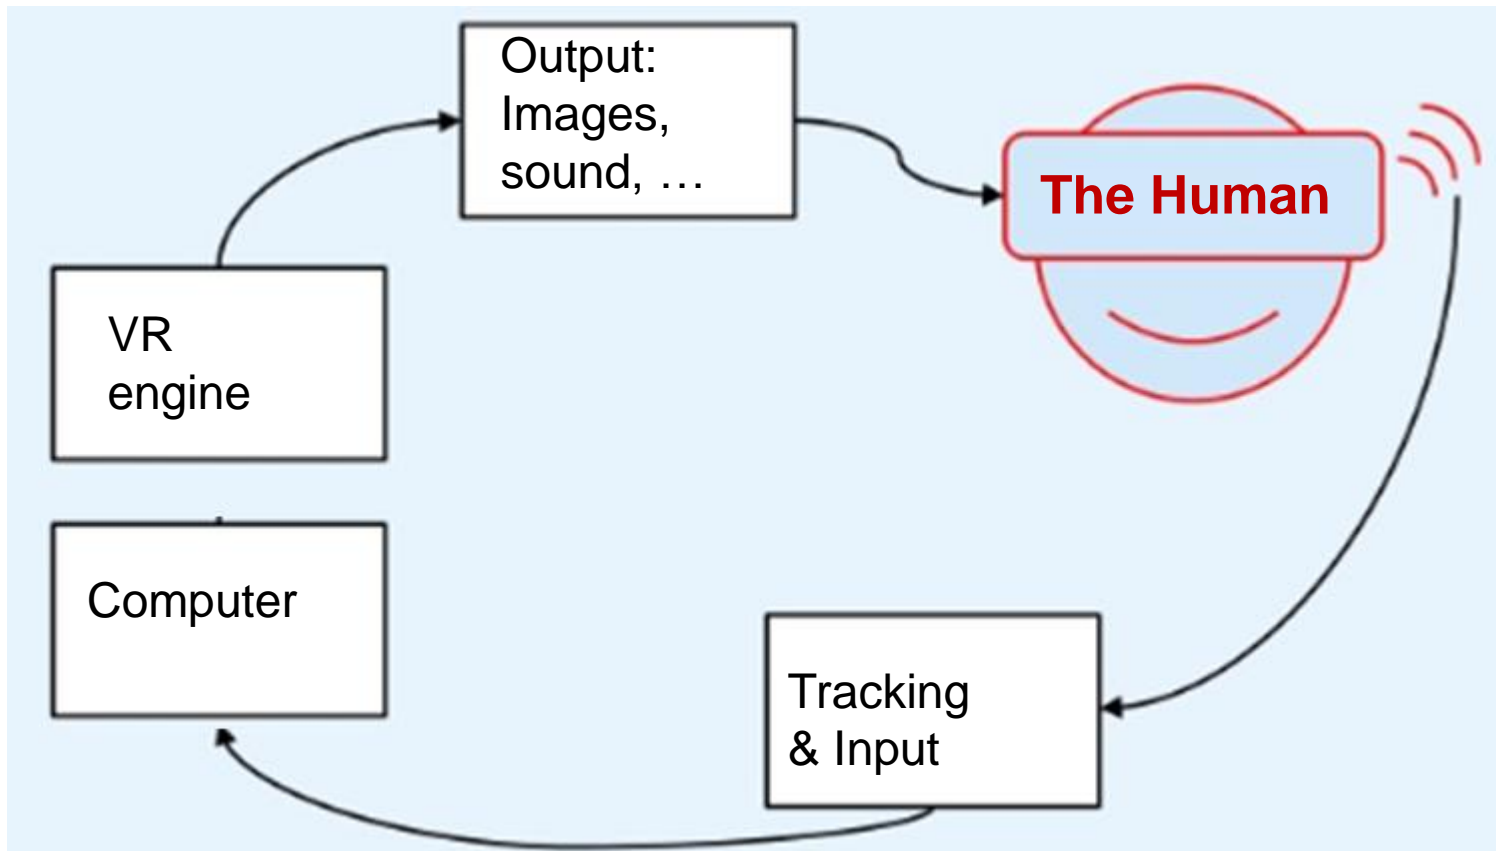 Output:
Images,
sound, …
The Human
VR
engine
Computer
Tracking
& Input